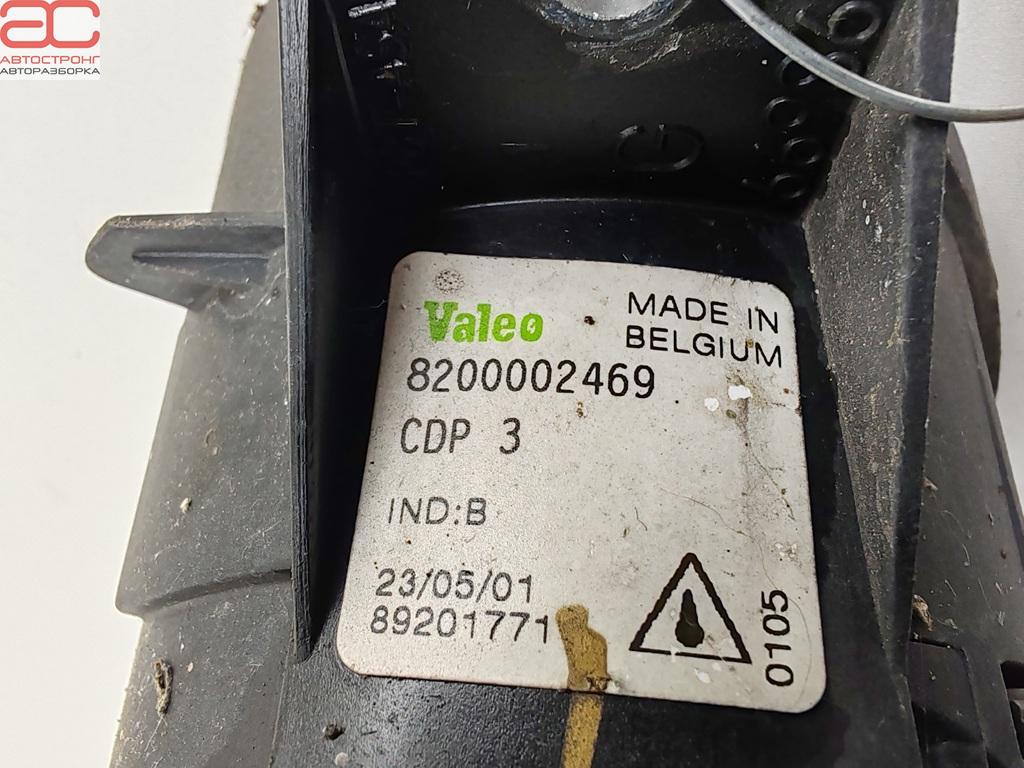 АС
АВТОСТРОНГ
АВТОРАЗБОРКА
G
Valeo
MADE IN
BELGIUM
8200002469
CDP 3
IND:B
23/05/01
89201771
0105